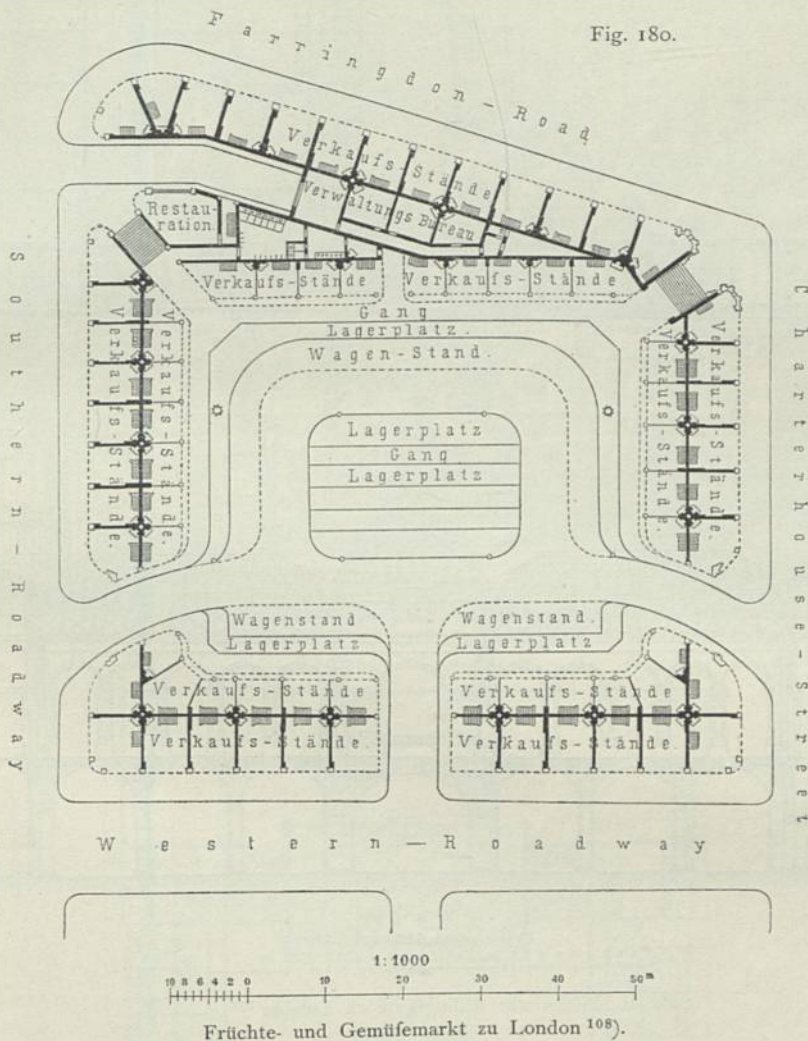 Fig. 180.
Farringdon-Road
Verkaufs-Stände
Verwaltungs Bureau
Restau-
ration.
Verkaufs-Stände
Verkaufs-Stände
Gang
Lagerplatz.
Wagen-Stand.
Southern-Roadway
Verkaufs-Stände.
Verkaufs-Stände.
Lagerplatz
Gang
Lagerplatz
Verkaufs-Stände.
Verkaufs-Stände.
Charterhouse-Street
Wagenstand
Lagerplatz
Wagenstand.
Lagerplatz
Verkaufs-Stände
Verkaufs-Stände.
Verkaufs-Stände
Verkaufs-Stände.
Western-Roadway
1:1000
10 8 6 4 2 0 10 20 30 40 50 m
Früchte- und Gemüſemarkt zu London 108).